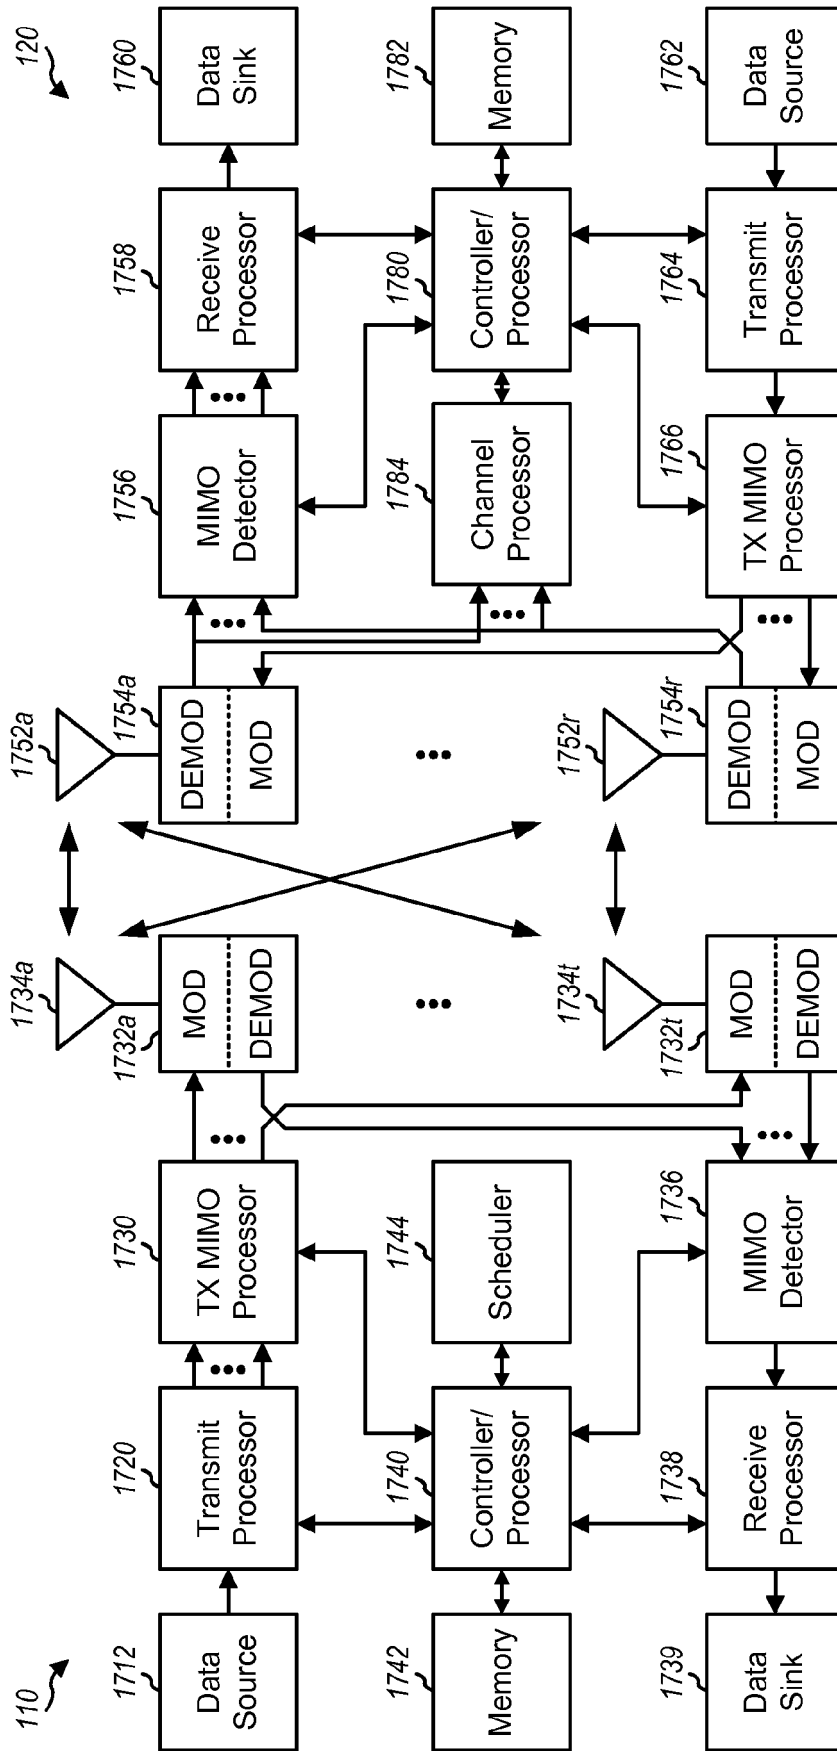 110
120
1712
Data
Source
1720
Transmit
Processor
1730
TX MIMO
Processor
1732a
MOD
DEMOD
1734a
1752a
1754a
DEMOD
MOD
1756
MIMO
Detector
1758
Receive
Processor
1760
Data
Sink
1742
Memory
1740
Controller/
Processor
1744
Scheduler
1784
Channel
Processor
1780
Controller/
Processor
1782
Memory
1739
Data
Sink
1738
Receive
Processor
1736
MIMO
Detector
1732t
MOD
DEMOD
1734t
1752r
1754r
DEMOD
MOD
1766
TX MIMO
Processor
1764
Transmit
Processor
1762
Data
Source